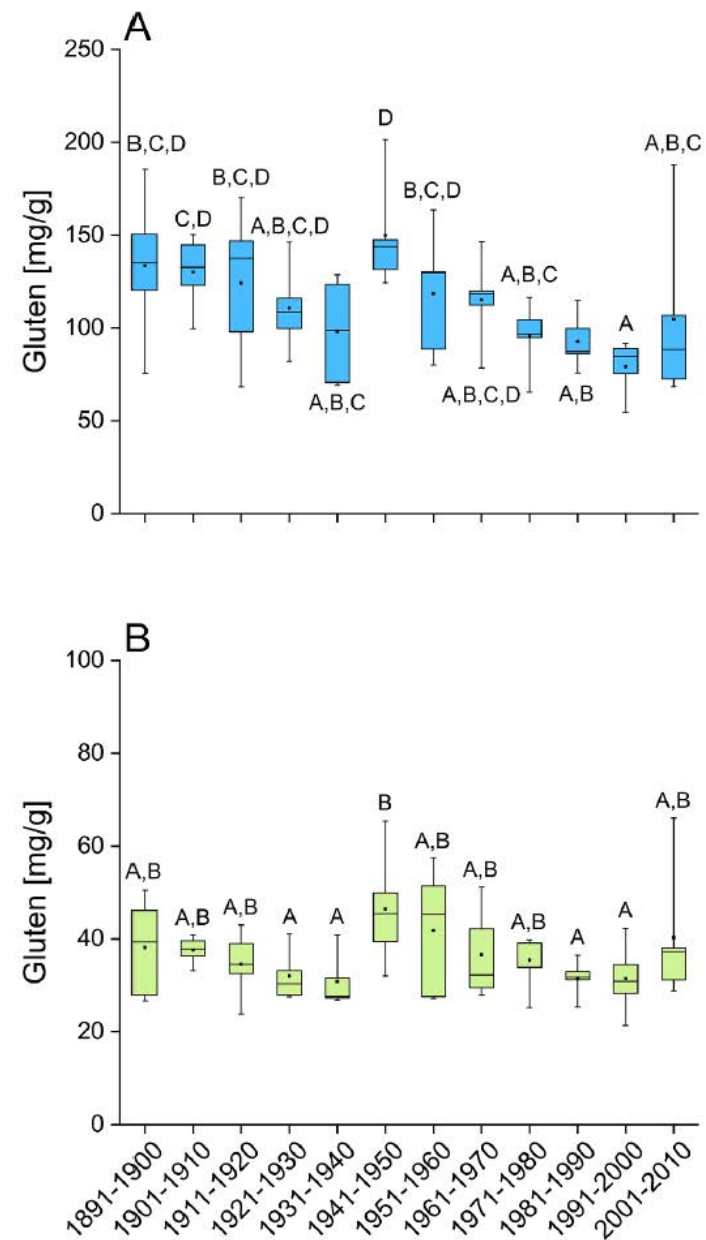 A
Gluten [mg/g]
250
200
150
100
50
0
B,C,D
C,D
B,C,D
A,B,C,D
A,B,C
D
B,C,D
A,B,C,D
A,B,C
A,B
A
A,B,C
B
Gluten [mg/g]
100
80
60
40
20
0
A,B
A,B
A,B
A
A
B
A,B
A,B
A,B
A
A
A,B
1891-1900
1901-1910
1911-1920
1921-1930
1931-1940
1941-1950
1951-1960
1961-1970
1971-1980
1981-1990
1991-2000
2001-2010